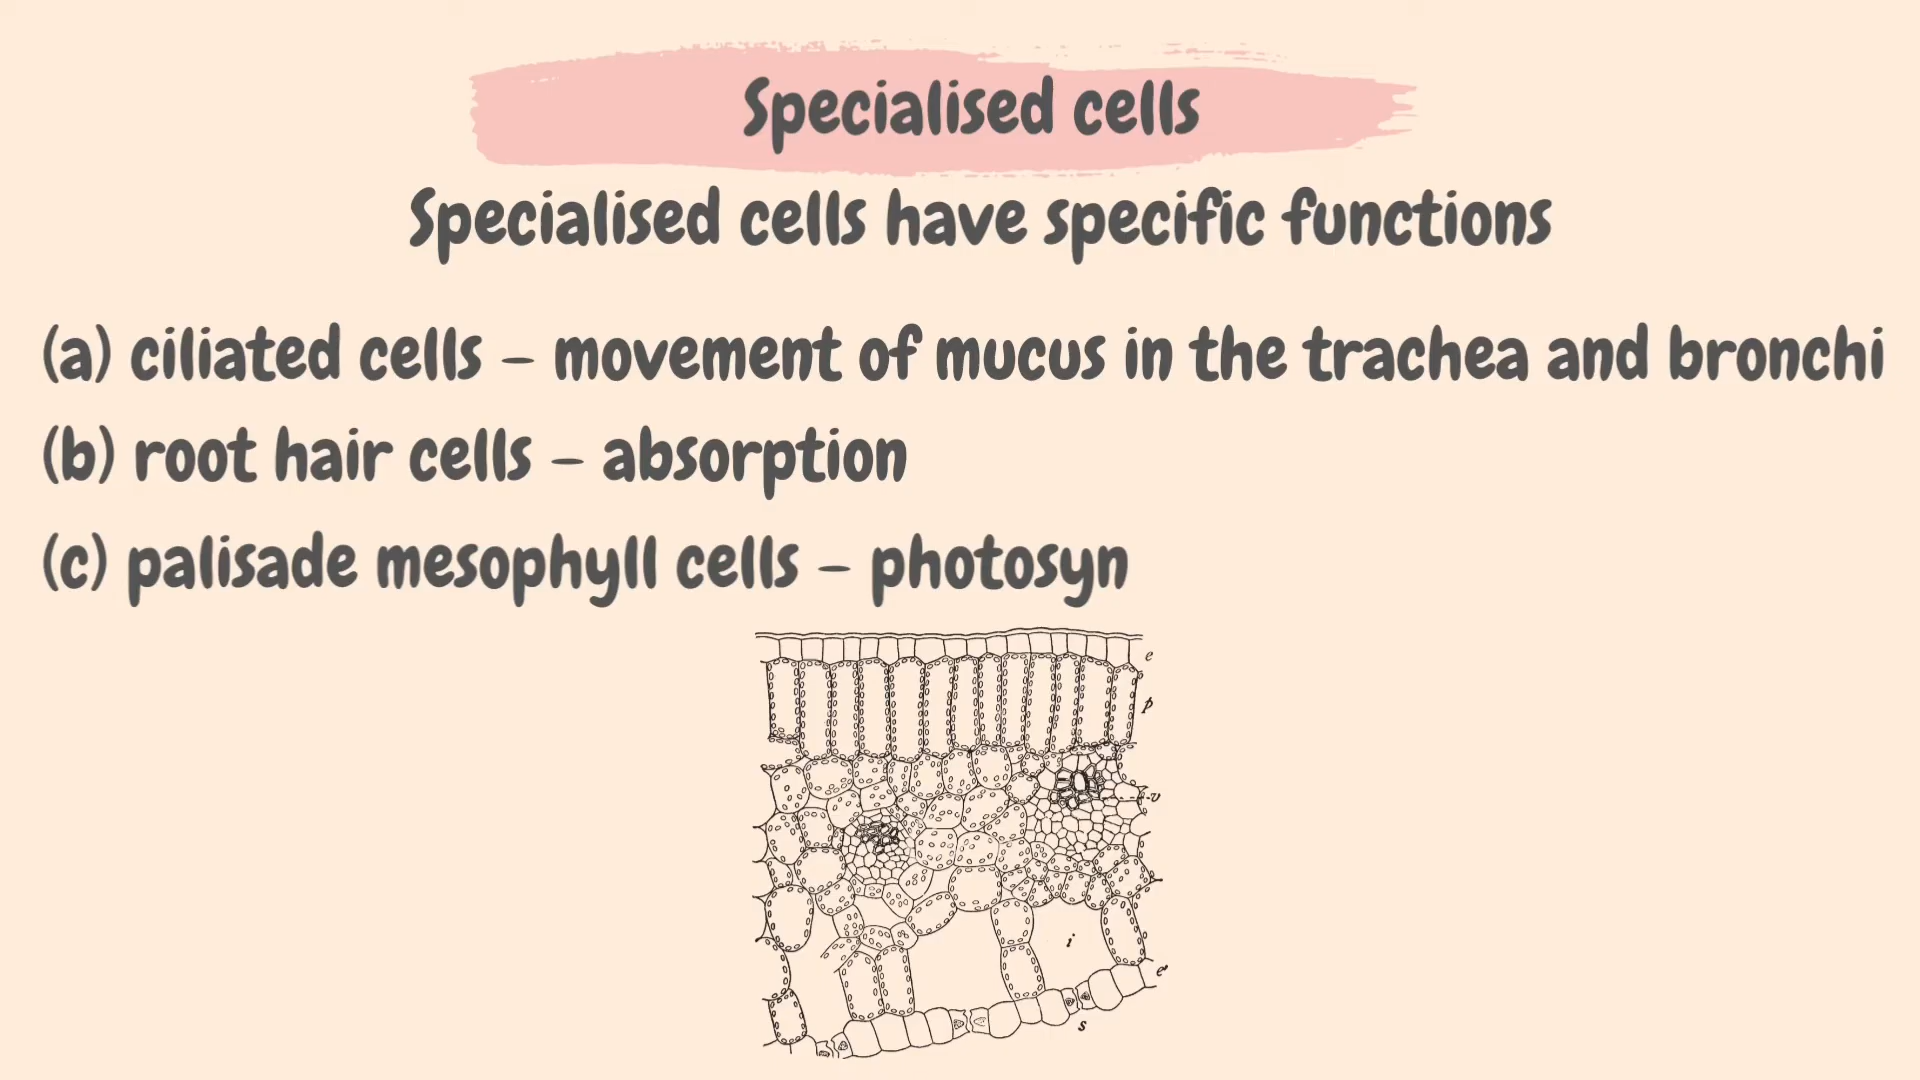 Specialised cells
Specialised cells have specific functions
(a) ciliated cells – movement of mucus in the trachea and bronchi
(b) root hair cells – absorption
(c) palisade mesophyll cells – photosyn
e
p
v
i
e'
s